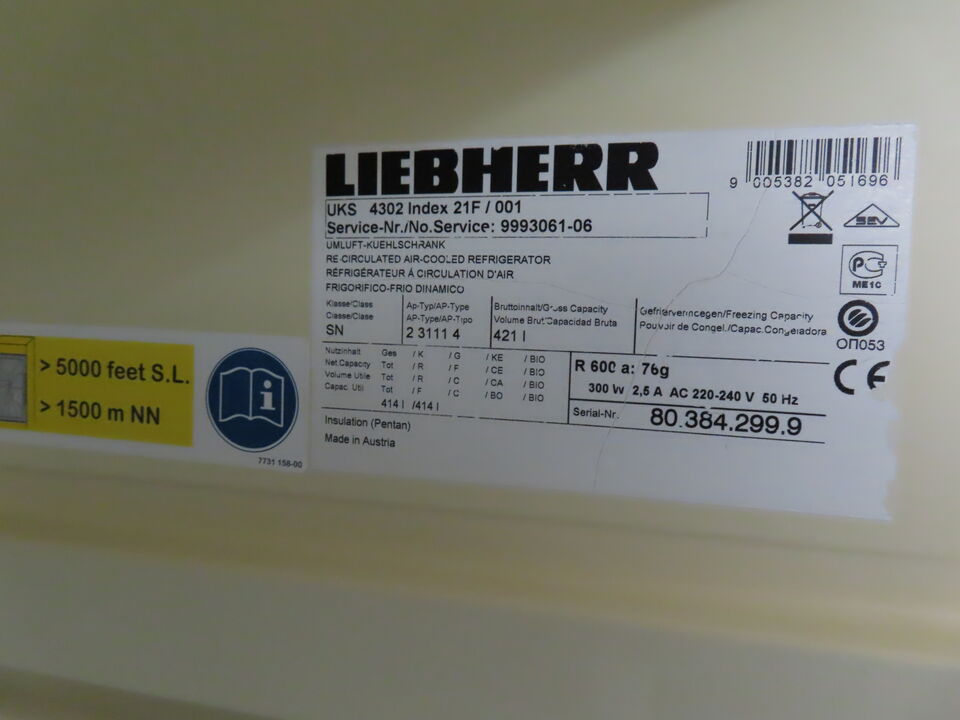 LIEBHERR
9 005382 051696
UKS 4302 Index 21F / 001
Service-Nr./No.Service: 9993061-06
UMLUFT-KUEHLSCHRANK
RE-CIRCULATED AIR-COOLED REFRIGERATOR
RÉFRIGÉRATEUR À CIRCULATION D'AIR
FRIGORIFICO-FRIO DINAMICO
SEV
ME10
ОП053
CE
Klasse/Class
Classe/Clase
SN
Ap-Typ/AP-Type
AP-Type/AP-Tipo
2 3111 4
Bruttoinhalt/Gross Capacity
Volume Brut/Capacidad Bruta
421 l
Gefriervermoegen/Freezing Capacity
Pouvoir de Congel./Capac.Congeladora
Nutzinhalt Ges / K / G / KE / BIO
Net Capacity Tot / R / F / CE / BIO
Volume Utile Tot / R / C / CA / BIO
Capac. Util Tot / F / C / BO / BIO
414 l /414 l
R 600 a: 76g
300 W 2,5 A AC 220-240 V 50 Hz
Serial-Nr. 80.384.299.9
Insulation (Pentan)
Made in Austria
> 5000 feet S.L.
> 1500 m NN
i
7731 158-00